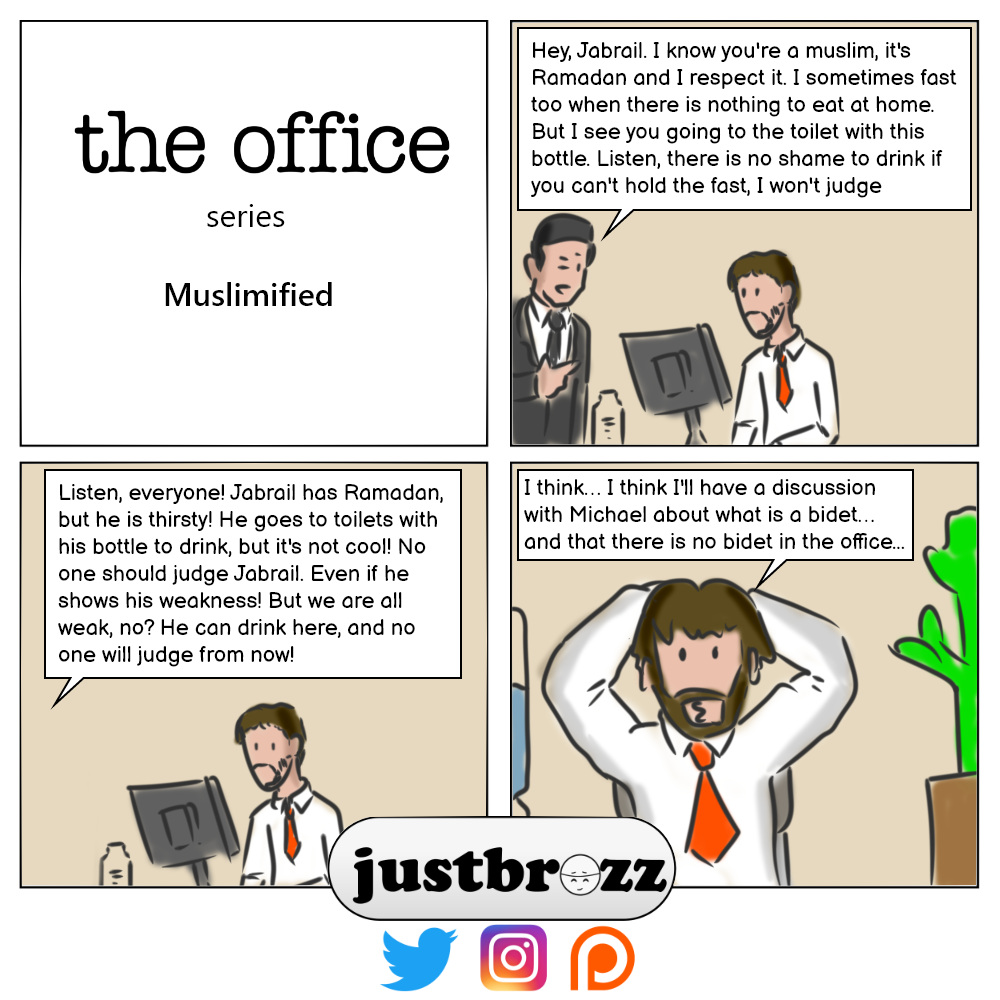 the office
series
Muslimified
Hey, Jabrail. I know you're a muslim, it's
Ramadan and I respect it. I sometimes fast
too when there is nothing to eat at home.
But I see you going to the toilet with this
bottle. Listen, there is no shame to drink if
you can't hold the fast, I won't judge
Listen, everyone! Jabrail has Ramadan,
but he is thirsty! He goes to toilets with
his bottle to drink, but it's not cool! No
one should judge Jabrail. Even if he
shows his weakness! But we are all
weak, no? He can drink here, and no
one will judge from now!
I think... I think I'll have a discussion
with Michael about what is a bidet...
and that there is no bidet in the office...
justbrozz